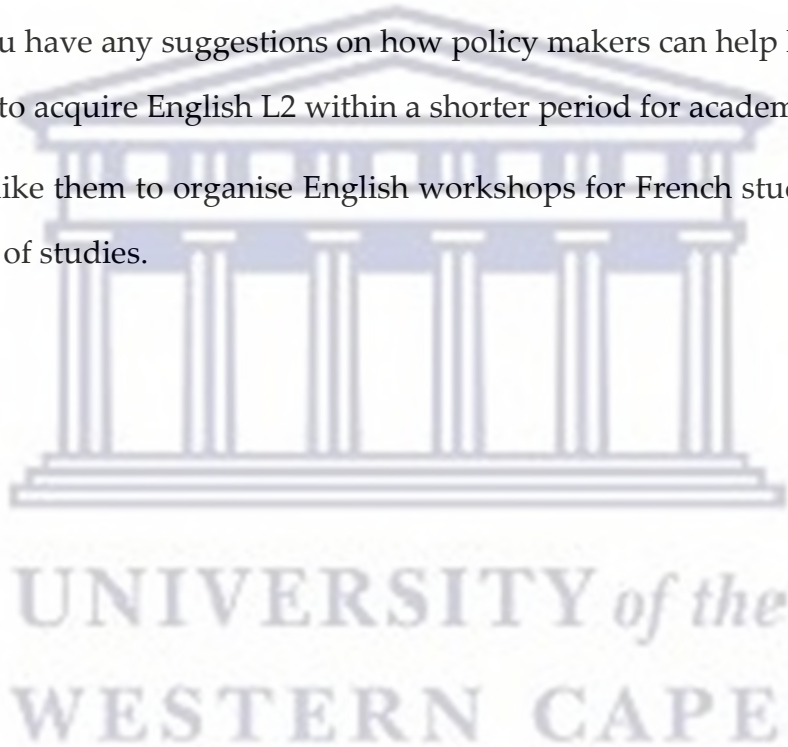 u have any suggestions on how policy makers can help
to acquire English L2 within a shorter period for academ
like them to organise English workshops for French stu
of studies.
UNIVERSITY of the
WESTERN CAPE